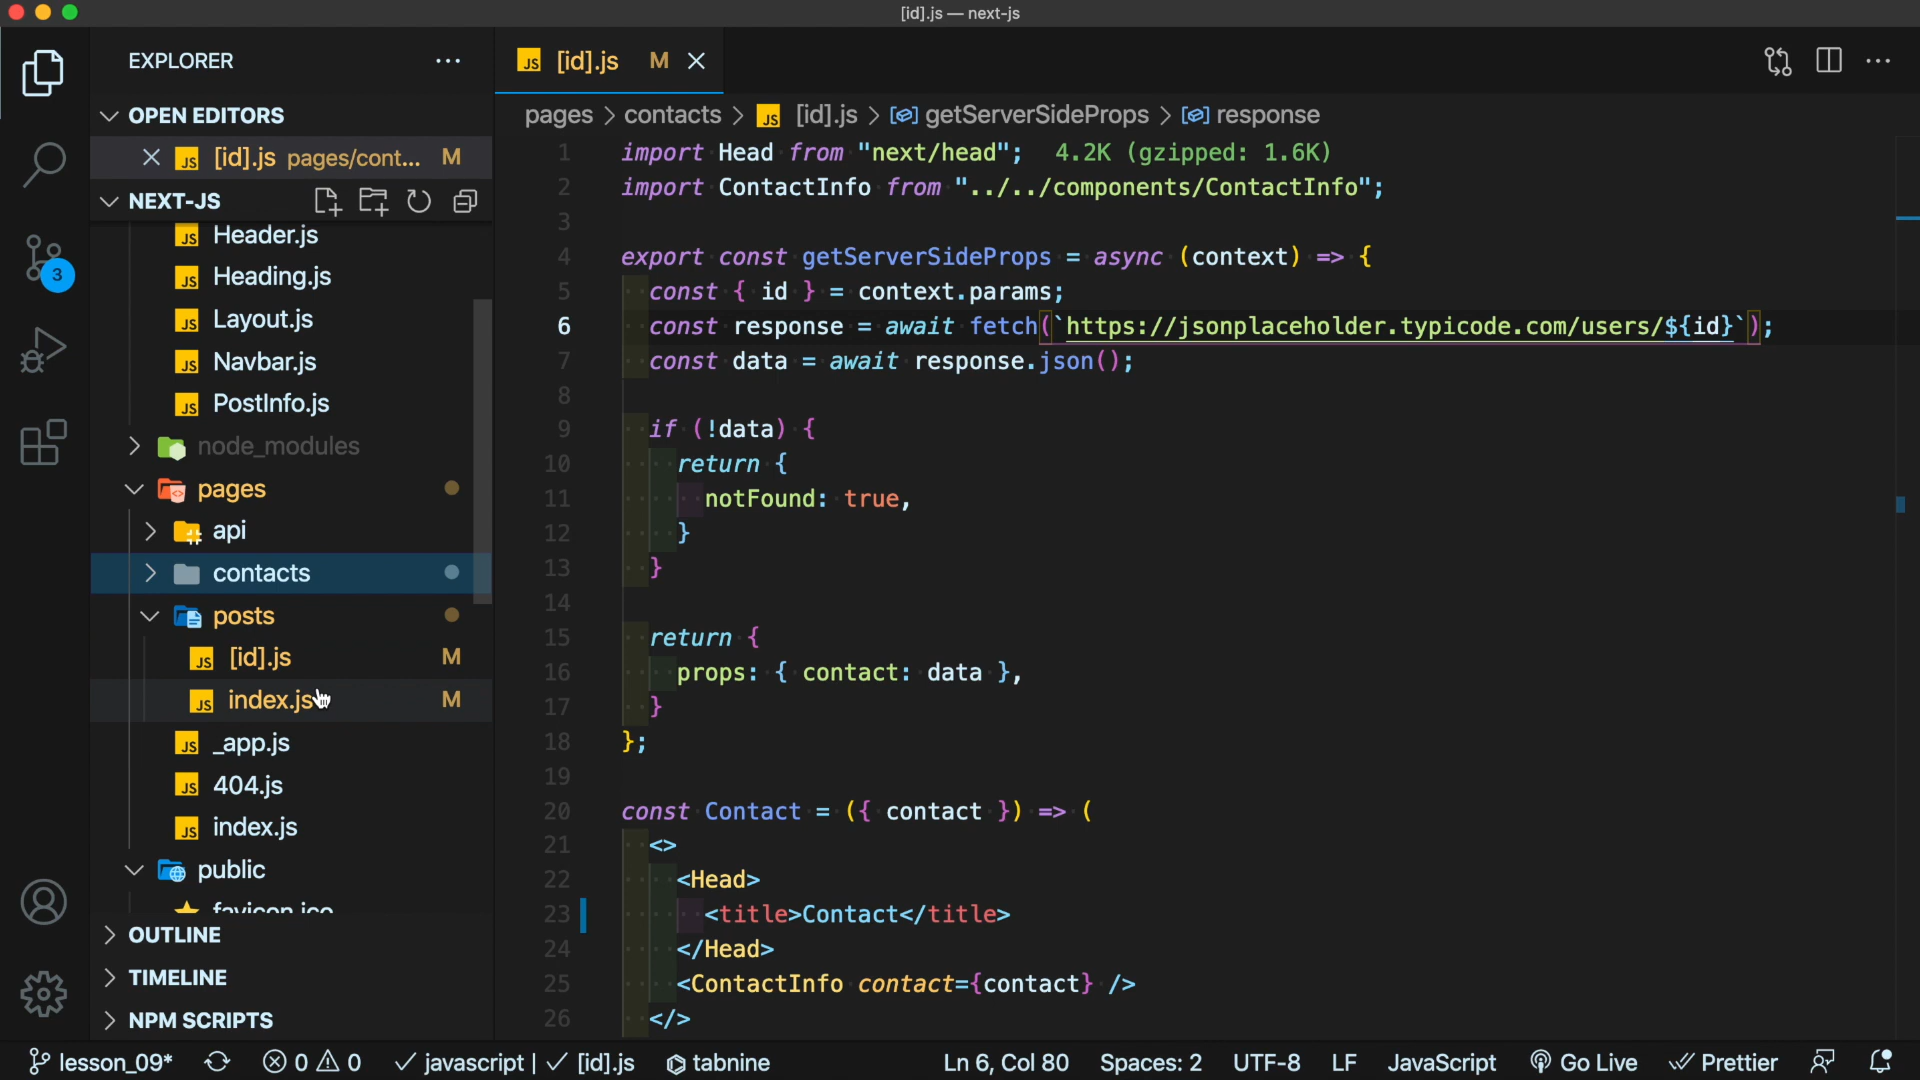 [id].js — next-js
EXPLORER
OPEN EDITORS
[id].js pages/cont... M
NEXT-JS
Header.js
Heading.js
Layout.js
Navbar.js
PostInfo.js
node_modules
pages
api
contacts
posts
[id].js M
index.js M
_app.js
404.js
index.js
public
favicon.ico
OUTLINE
TIMELINE
NPM SCRIPTS
3
[id].js M
pages > contacts > [id].js > getServerSideProps > response
1 import Head from "next/head"; 4.2K (gzipped: 1.6K)
2 import ContactInfo from "../../components/ContactInfo";
3
4 export const getServerSideProps = async (context) => {
5 const { id } = context.params;
6 const response = await fetch(`https://jsonplaceholder.typicode.com/users/${id}`);
7 const data = await response.json();
8
9 if (!data) {
10 return {
11 notFound: true,
12 }
13 }
14
15 return {
16 props: { contact: data },
17 }
18 };
19
20 const Contact = ({ contact }) => (
21 <>
22 <Head>
23 <title>Contact</title>
24 </Head>
25 <ContactInfo contact={contact} />
26 </>
lesson_09* 0 0 javascript | [id].js tabnine Ln 6, Col 80 Spaces: 2 UTF-8 LF JavaScript Go Live Prettier